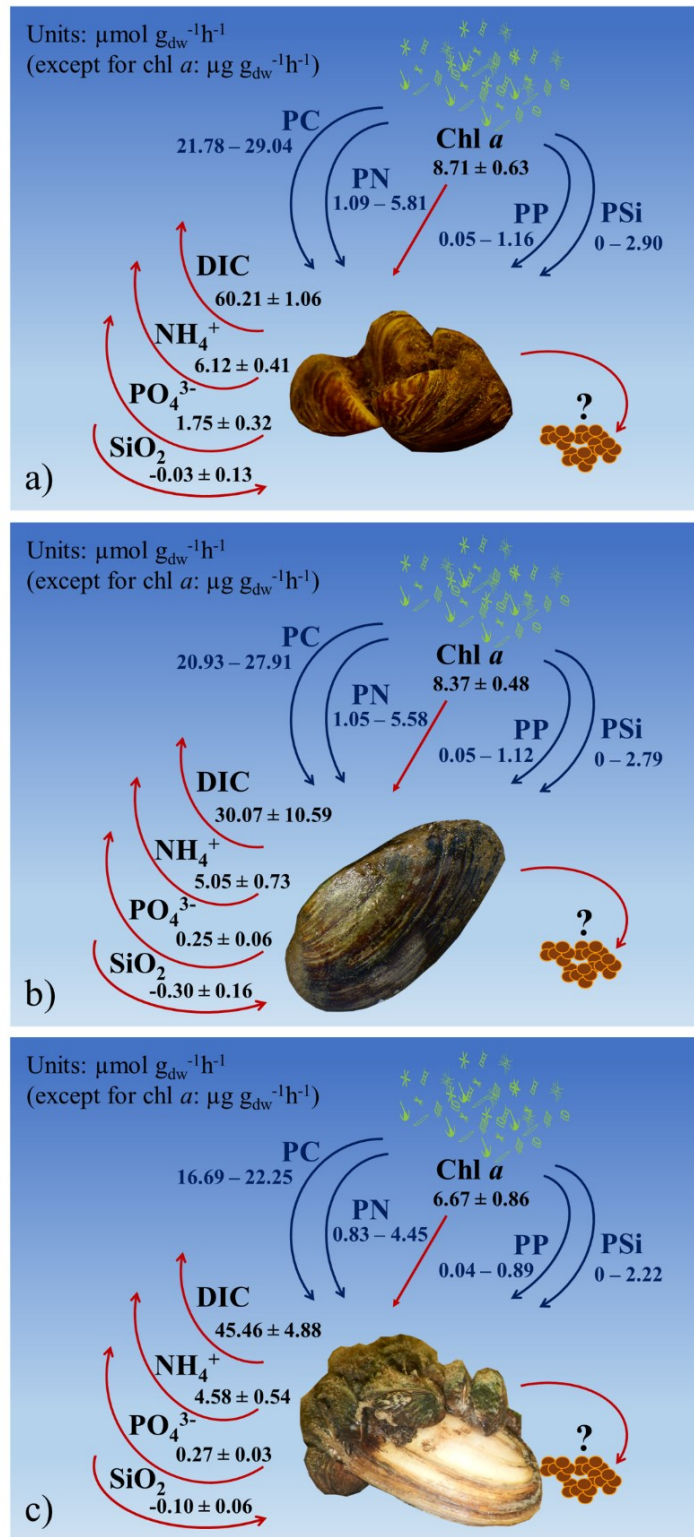 Units: µmol g_dw⁻¹h⁻¹
(except for chl a: µg g_dw⁻¹h⁻¹)
PC
21.78 – 29.04
Chl a
8.71 ± 0.63
PN
1.09 – 5.81
PP
0.05 – 1.16
PSi
0 – 2.90
DIC
60.21 ± 1.06
NH₄⁺
6.12 ± 0.41
PO₄³⁻
1.75 ± 0.32
SiO₂
-0.03 ± 0.13
?
a)
Units: µmol g_dw⁻¹h⁻¹
(except for chl a: µg g_dw⁻¹h⁻¹)
PC
20.93 – 27.91
Chl a
8.37 ± 0.48
PN
1.05 – 5.58
PP
0.05 – 1.12
PSi
0 – 2.79
DIC
30.07 ± 10.59
NH₄⁺
5.05 ± 0.73
PO₄³⁻
0.25 ± 0.06
SiO₂
-0.30 ± 0.16
?
b)
Units: µmol g_dw⁻¹h⁻¹
(except for chl a: µg g_dw⁻¹h⁻¹)
PC
16.69 – 22.25
Chl a
6.67 ± 0.86
PN
0.83 – 4.45
PP
0.04 – 0.89
PSi
0 – 2.22
DIC
45.46 ± 4.88
NH₄⁺
4.58 ± 0.54
PO₄³⁻
0.27 ± 0.03
SiO₂
-0.10 ± 0.06
?
c)